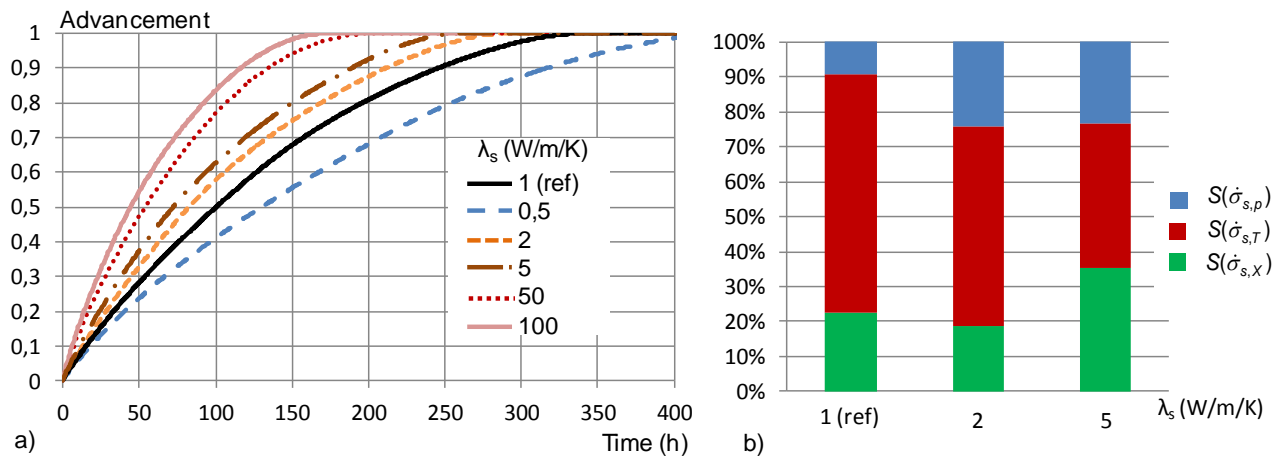 Advancement
1
0,9
0,8
0,7
0,6
0,5
0,4
0,3
0,2
0,1
0
0 50 100 150 200 250 300 350 400
Time (h)
a)
λs (W/m/K)
1 (ref)
0,5
2
5
50
100
100%
90%
80%
70%
60%
50%
40%
30%
20%
10%
0%
1 (ref) 2 5
λs (W/m/K)
b)
S(σ̇s,p)
S(σ̇s,T)
S(σ̇s,X)